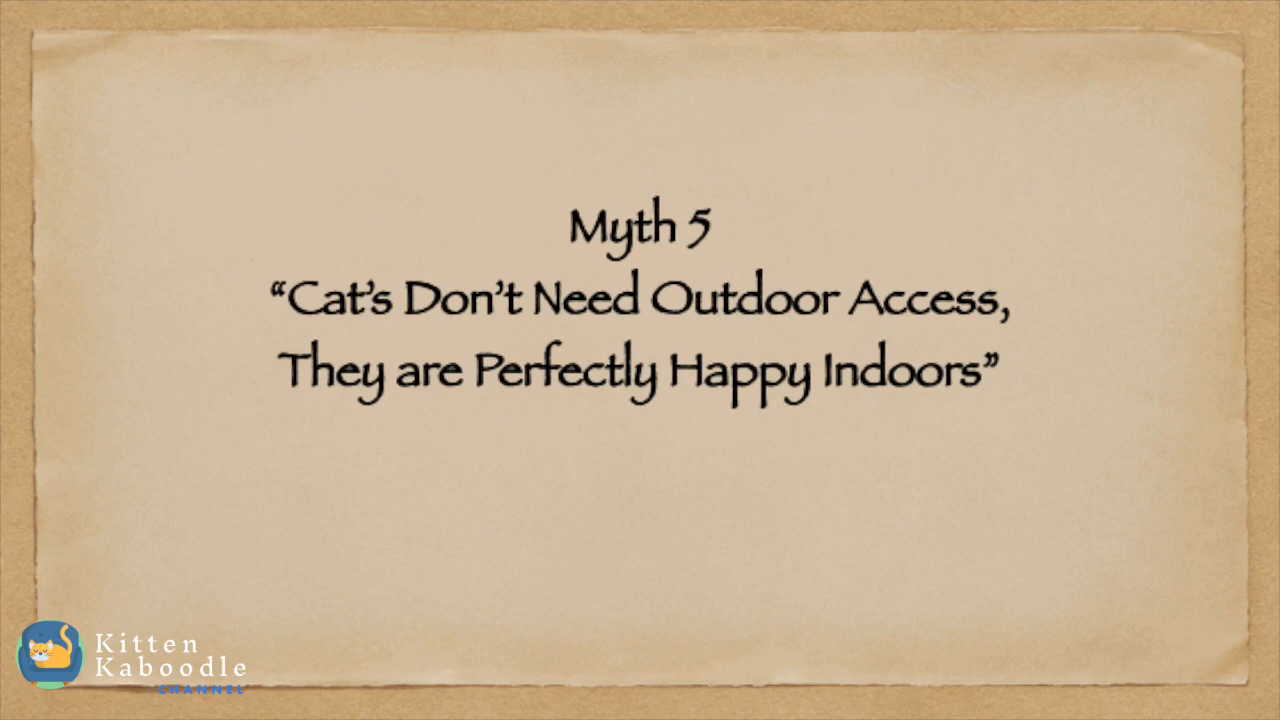 Myth 5
“Cat’s Don’t Need Outdoor Access,
They are Perfectly Happy Indoors”
Kitten
Kaboodle
CHANNEL